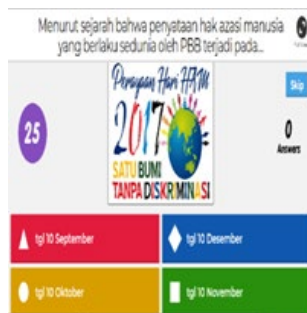 Menurut sejarah bahwa penyataan hak azasi manusia
yang berlaku sedunia oleh PBB terjadi pada...
Skip
Perayaan Hari HAM
2017
SATU BUMI
TANPA DISKRIMINASI
25
0
Answers
tgl 10 September
tgl 10 Desember
tgl 10 Oktober
tgl 10 November